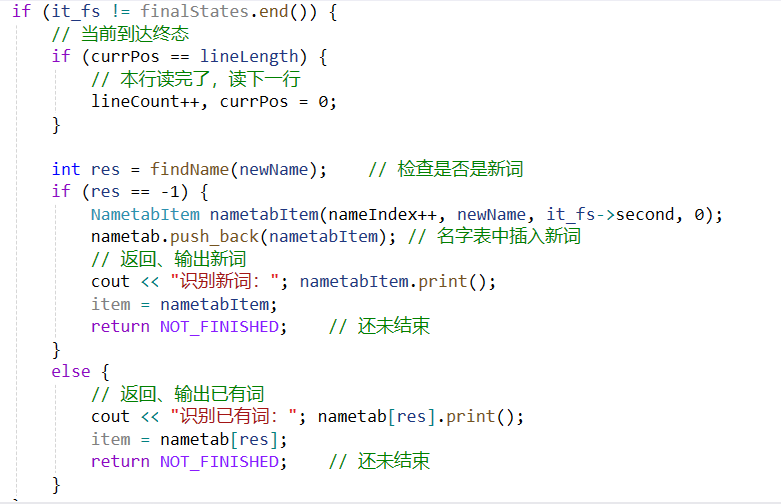 if (it_fs != finalStates.end()) {
    // 当前到达终态
    if (currPos == lineLength) {
        // 本行读完了，读下一行
        lineCount++, currPos = 0;
    }

    int res = findName(newName);    // 检查是否是新词
    if (res == -1) {
        NametabItem nametabItem(nameIndex++, newName, it_fs->second, 0);
        nametab.push_back(nametabItem); // 名字表中插入新词
        // 返回、输出新词
        cout << "识别新词："; nametabItem.print();
        item = nametabItem;
        return NOT_FINISHED;    // 还未结束
    }
    else {
        // 返回、输出已有词
        cout << "识别已有词："; nametab[res].print();
        item = nametab[res];
        return NOT_FINISHED;    // 还未结束
    }